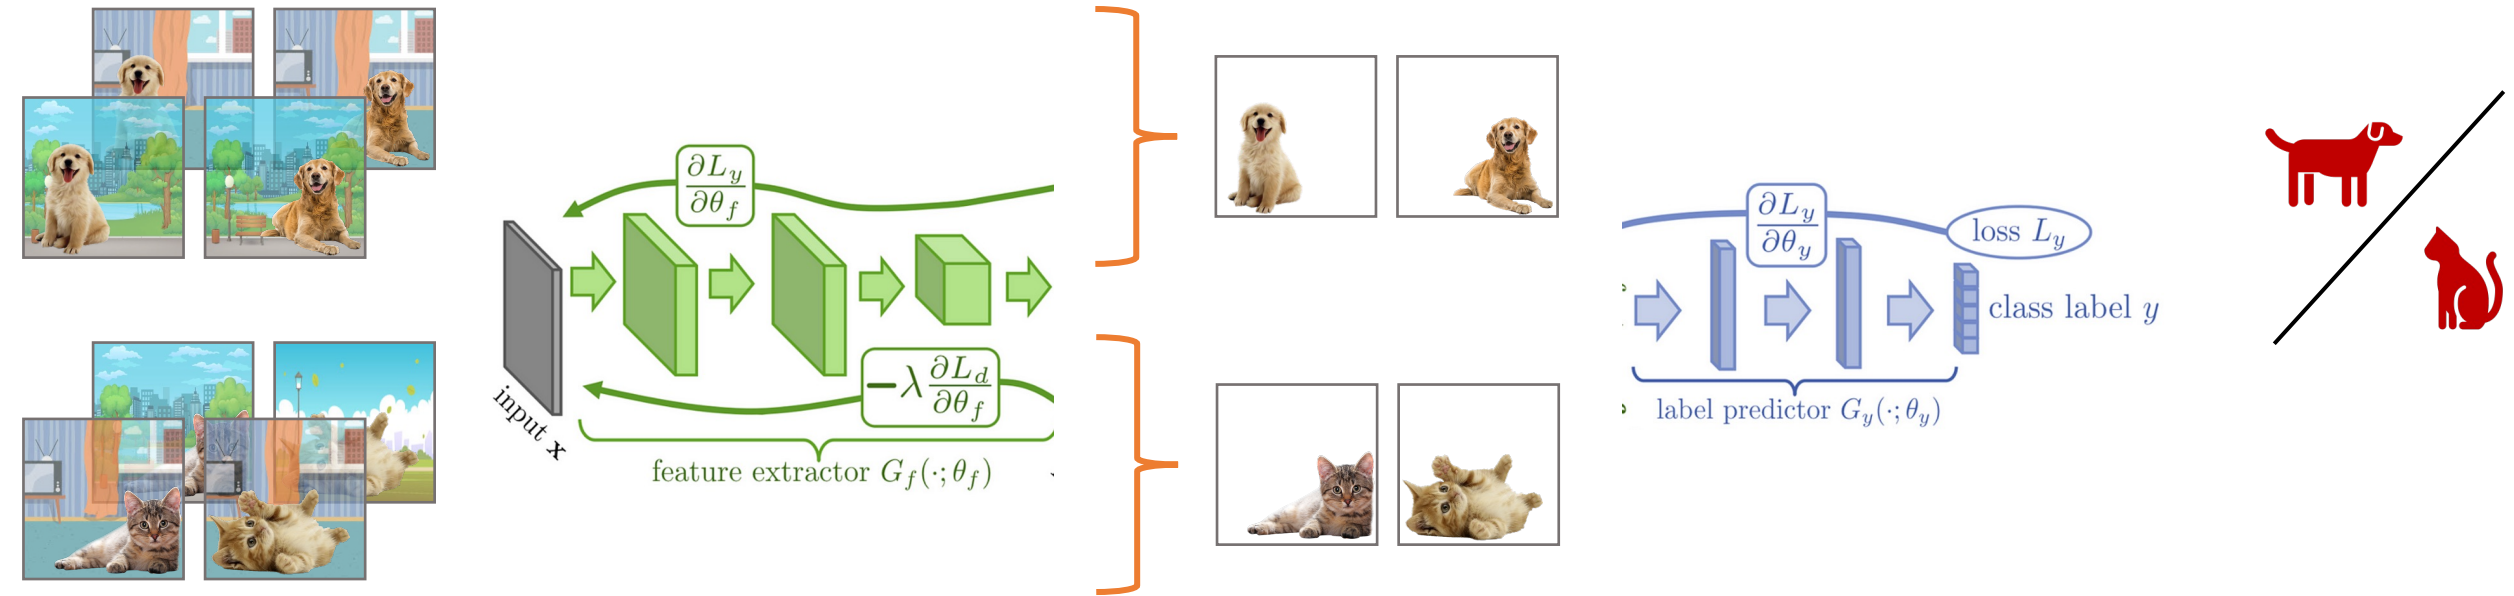 ∂L_y
∂θ_f
input x
−λ ∂L_d
∂θ_f
feature extractor G_f(·; θ_f)
∂L_y
∂θ_y
loss L_y
class label y
label predictor G_y(·; θ_y)